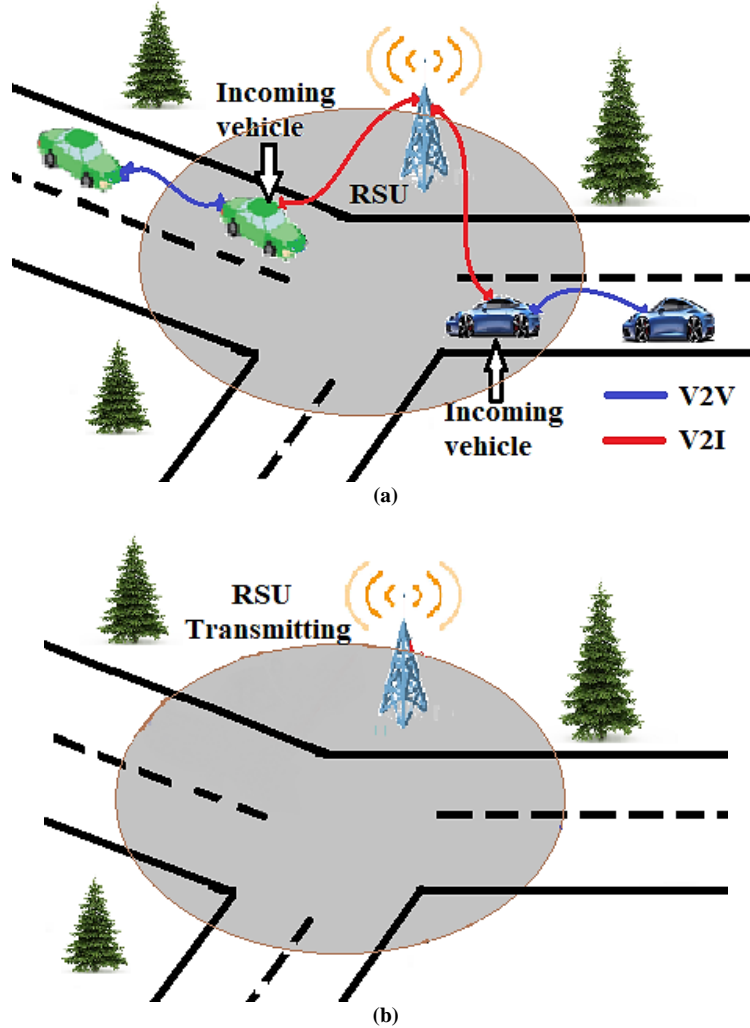 Incoming
vehicle
RSU
Incoming
vehicle
V2V
V2I
(a)
RSU
Transmitting
(b)